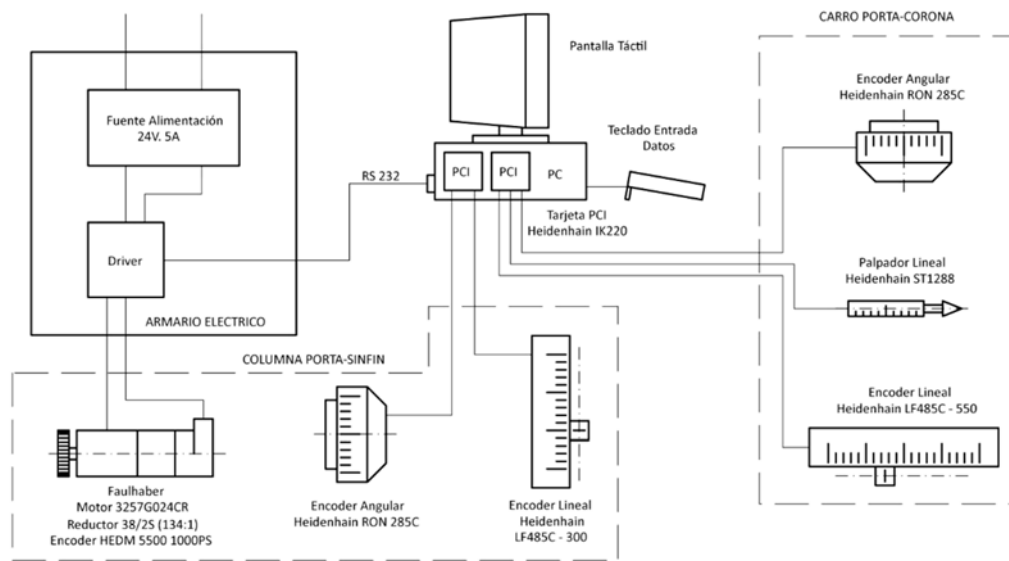 CARRO PORTA-CORONA
Pantalla Táctil
Encoder Angular
Heidenhain RON 285C
Fuente Alimentación
24V. 5A
Teclado Entrada
Datos
PCI
PCI
PC
RS 232
Tarjeta PCI
Heidenhain IK220
Driver
Palpador Lineal
Heidenhain ST1288
ARMARIO ELECTRICO
COLUMNA PORTA-SINFIN
Encoder Lineal
Heidenhain LF485C - 550
Faulhaber
Motor 3257G024CR
Reductor 38/2S (134:1)
Encoder HEDM 5500 1000PS
Encoder Angular
Heidenhain RON 285C
Encoder Lineal
Heidenhain
LF485C - 300